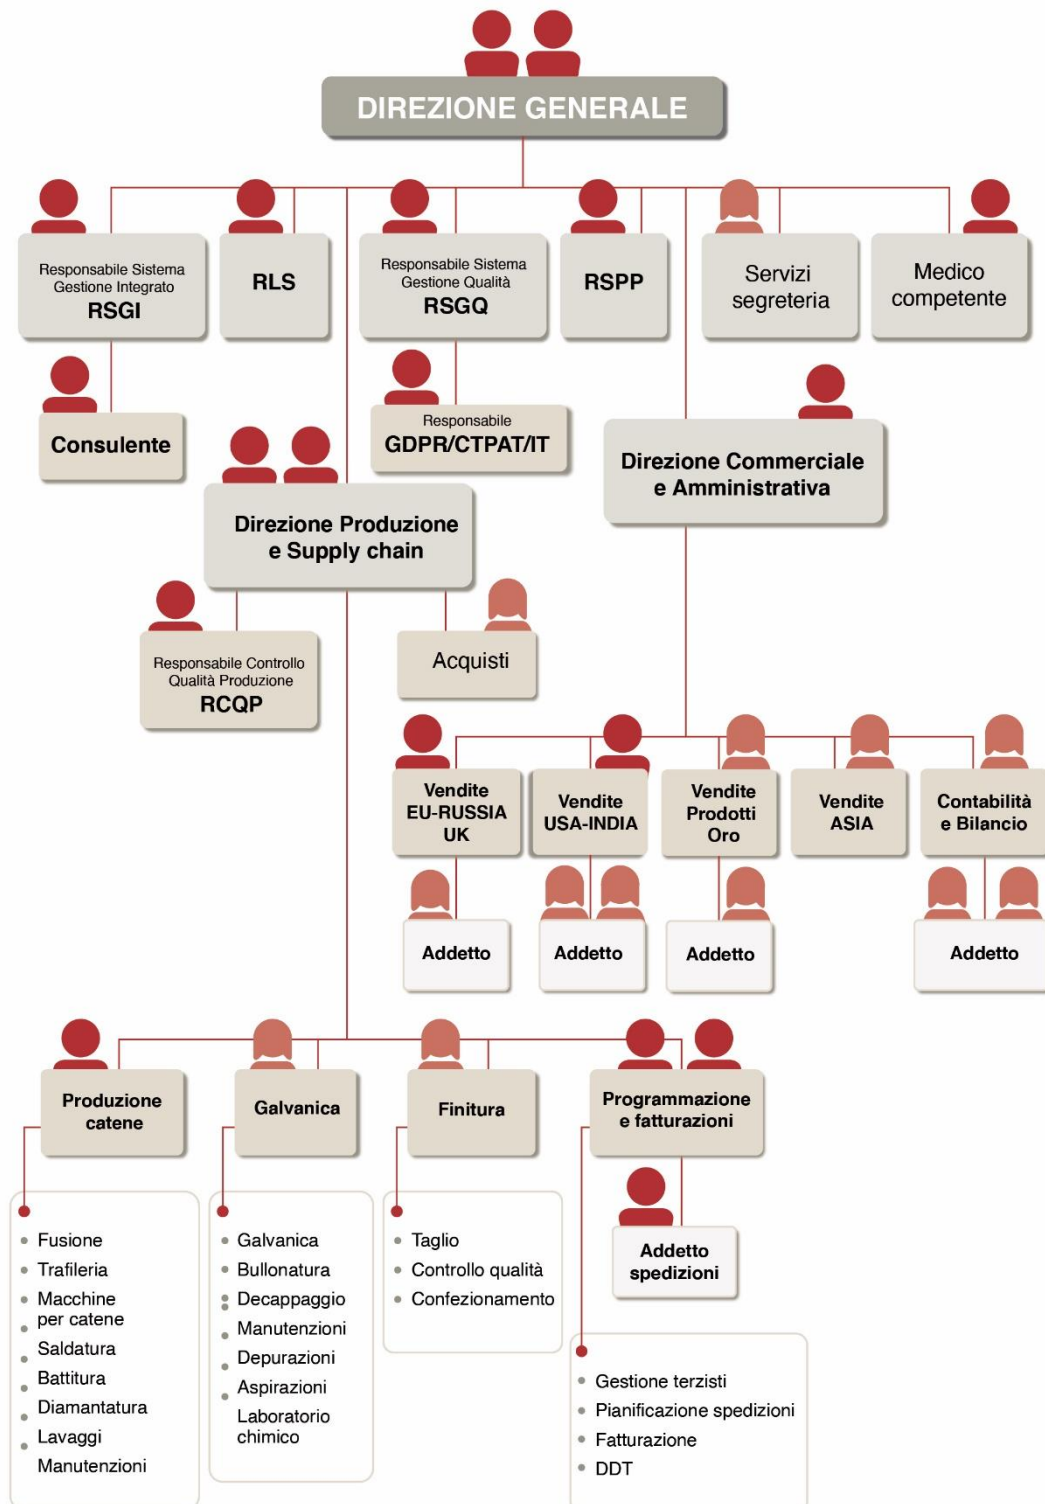 DIREZIONE GENERALE
Responsabile Sistema
Gestione Integrato
RSGI
RLS
Responsabile Sistema
Gestione Qualità
RSGQ
RSPP
Servizi
segreteria
Medico
competente
Consulente
Responsabile
GDPR/CTPAT/IT
Direzione Commerciale
e Amministrativa
Direzione Produzione
e Supply chain
Responsabile Controllo
Qualità Produzione
RCQP
Acquisti
Vendite
EU-RUSSIA
UK
Vendite
USA-INDIA
Vendite
Prodotti
Oro
Vendite
ASIA
Contabilità
e Bilancio
Addetto
Addetto
Addetto
Addetto
Produzione
catene
Galvanica
Finitura
Programmazione
e fatturazioni
Fusione
Trafileria
Macchine
per catene
Saldatura
Battitura
Diamantatura
Lavaggi
Manutenzioni
Galvanica
Bullonatura
Decappaggio
Manutenzioni
Depurazioni
Aspirazioni
Laboratorio
chimico
Taglio
Controllo qualità
Confezionamento
Addetto
spedizioni
Gestione terzisti
Pianificazione spedizioni
Fatturazione
DDT